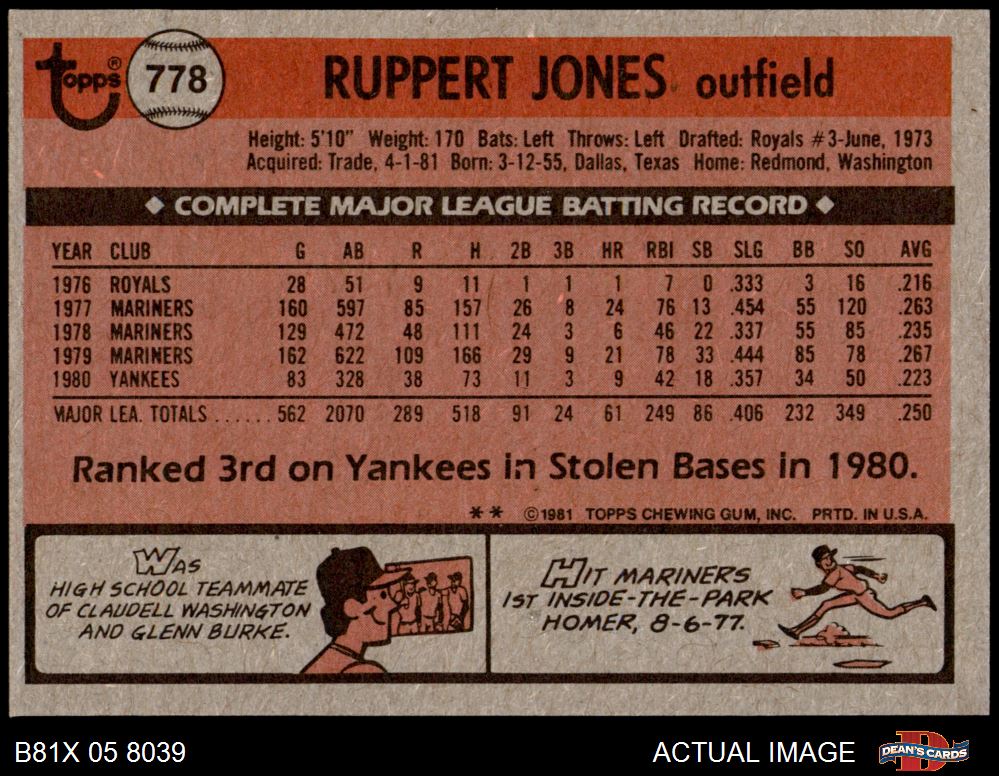 topps® 778 RUPPERT JONES outfield
Height: 5'10" Weight: 170 Bats: Left Throws: Left Drafted: Royals #3-June, 1973
Acquired: Trade, 4-1-81 Born: 3-12-55, Dallas, Texas Home: Redmond, Washington
◆ COMPLETE MAJOR LEAGUE BATTING RECORD ◆
YEAR CLUB G AB R H 2B 3B HR RBI SB SLG BB SO AVG
1976 ROYALS 28 51 9 11 1 1 1 7 0 .333 3 16 .216
1977 MARINERS 160 597 85 157 26 8 24 76 13 .454 55 120 .263
1978 MARINERS 129 472 48 111 24 3 6 46 22 .337 55 85 .235
1979 MARINERS 162 622 109 166 29 9 21 78 33 .444 85 78 .267
1980 YANKEES 83 328 38 73 11 3 9 42 18 .357 34 50 .223
MAJOR LEA. TOTALS ...... 562 2070 289 518 91 24 61 249 86 .406 232 349 .250
Ranked 3rd on Yankees in Stolen Bases in 1980.
** ©1981 TOPPS CHEWING GUM, INC. PRTD. IN U.S.A.
WAS
HIGH SCHOOL TEAMMATE
OF CLAUDELL WASHINGTON
AND GLENN BURKE.
HIT MARINERS
1ST INSIDE-THE-PARK
HOMER, 8-6-77.
B81X 05 8039 ACTUAL IMAGE DEAN'S CARDS